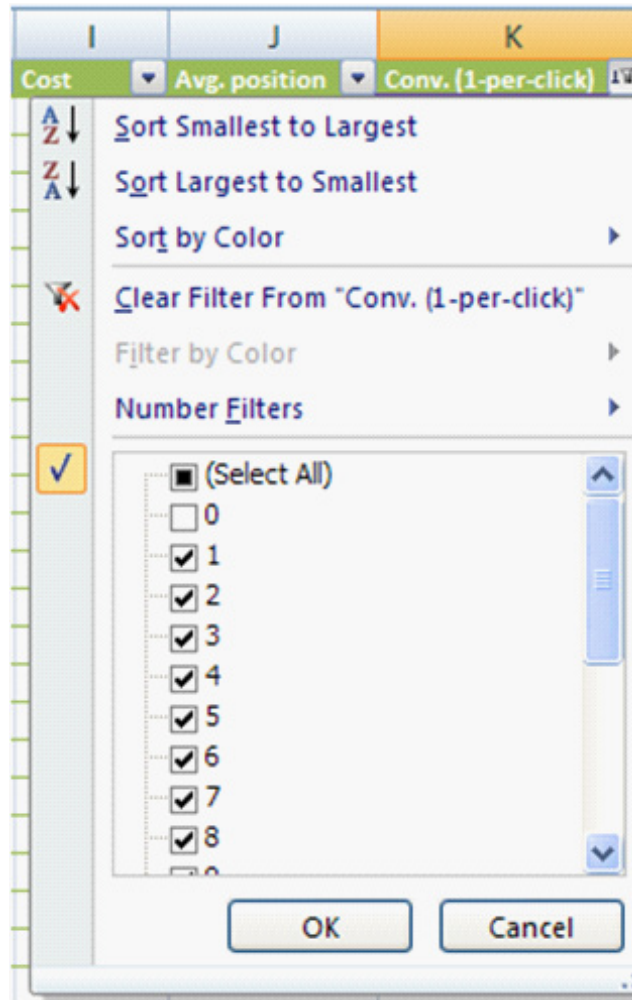 I J K
Cost Avg. position Conv. (1-per-click)
Sort Smallest to Largest
Sort Largest to Smallest
Sort by Color
Clear Filter From "Conv. (1-per-click)"
Filter by Color
Number Filters
(Select All)
0
1
2
3
4
5
6
7
8
OK Cancel